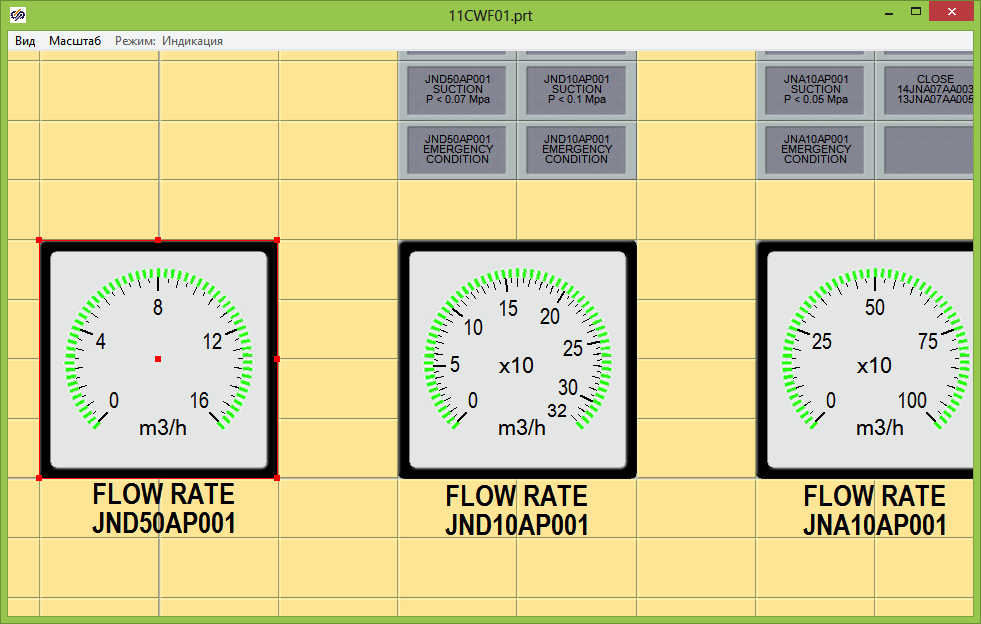 11CWF01.prt
Вид Масштаб Режим: Индикация
JND50AP001
SUCTION
P < 0.07 Mpa
JND10AP001
SUCTION
P < 0.1 Mpa
JNA10AP001
SUCTION
P < 0.05 Mpa
CLOSE
14JNA07AA003
13JNA07AA005
JND50AP001
EMERGENCY
CONDITION
JND10AP001
EMERGENCY
CONDITION
JNA10AP001
EMERGENCY
CONDITION
8
4 12
0 16
m3/h
FLOW RATE
JND50AP001
15
10 20
5 25
x10
30
0 32
m3/h
FLOW RATE
JND10AP001
50
25 75
x10
0 100
m3/h
FLOW RATE
JNA10AP001